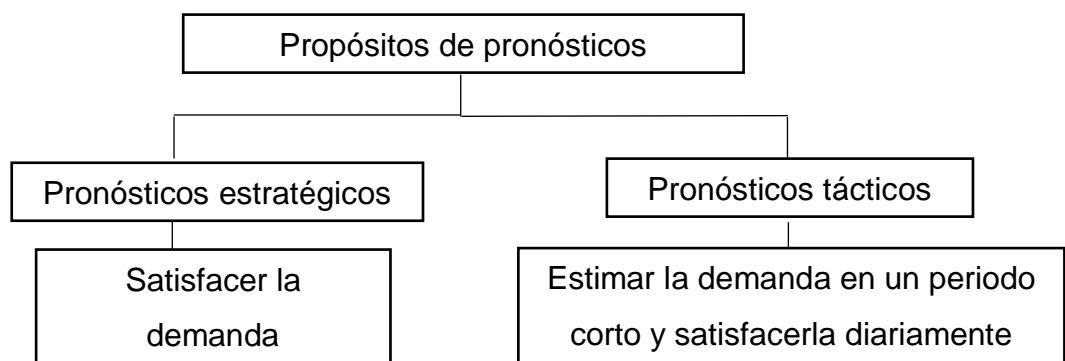 Propósitos de pronósticos
Pronósticos estratégicos
Pronósticos tácticos
Satisfacer la
demanda
Estimar la demanda en un periodo
corto y satisfacerla diariamente